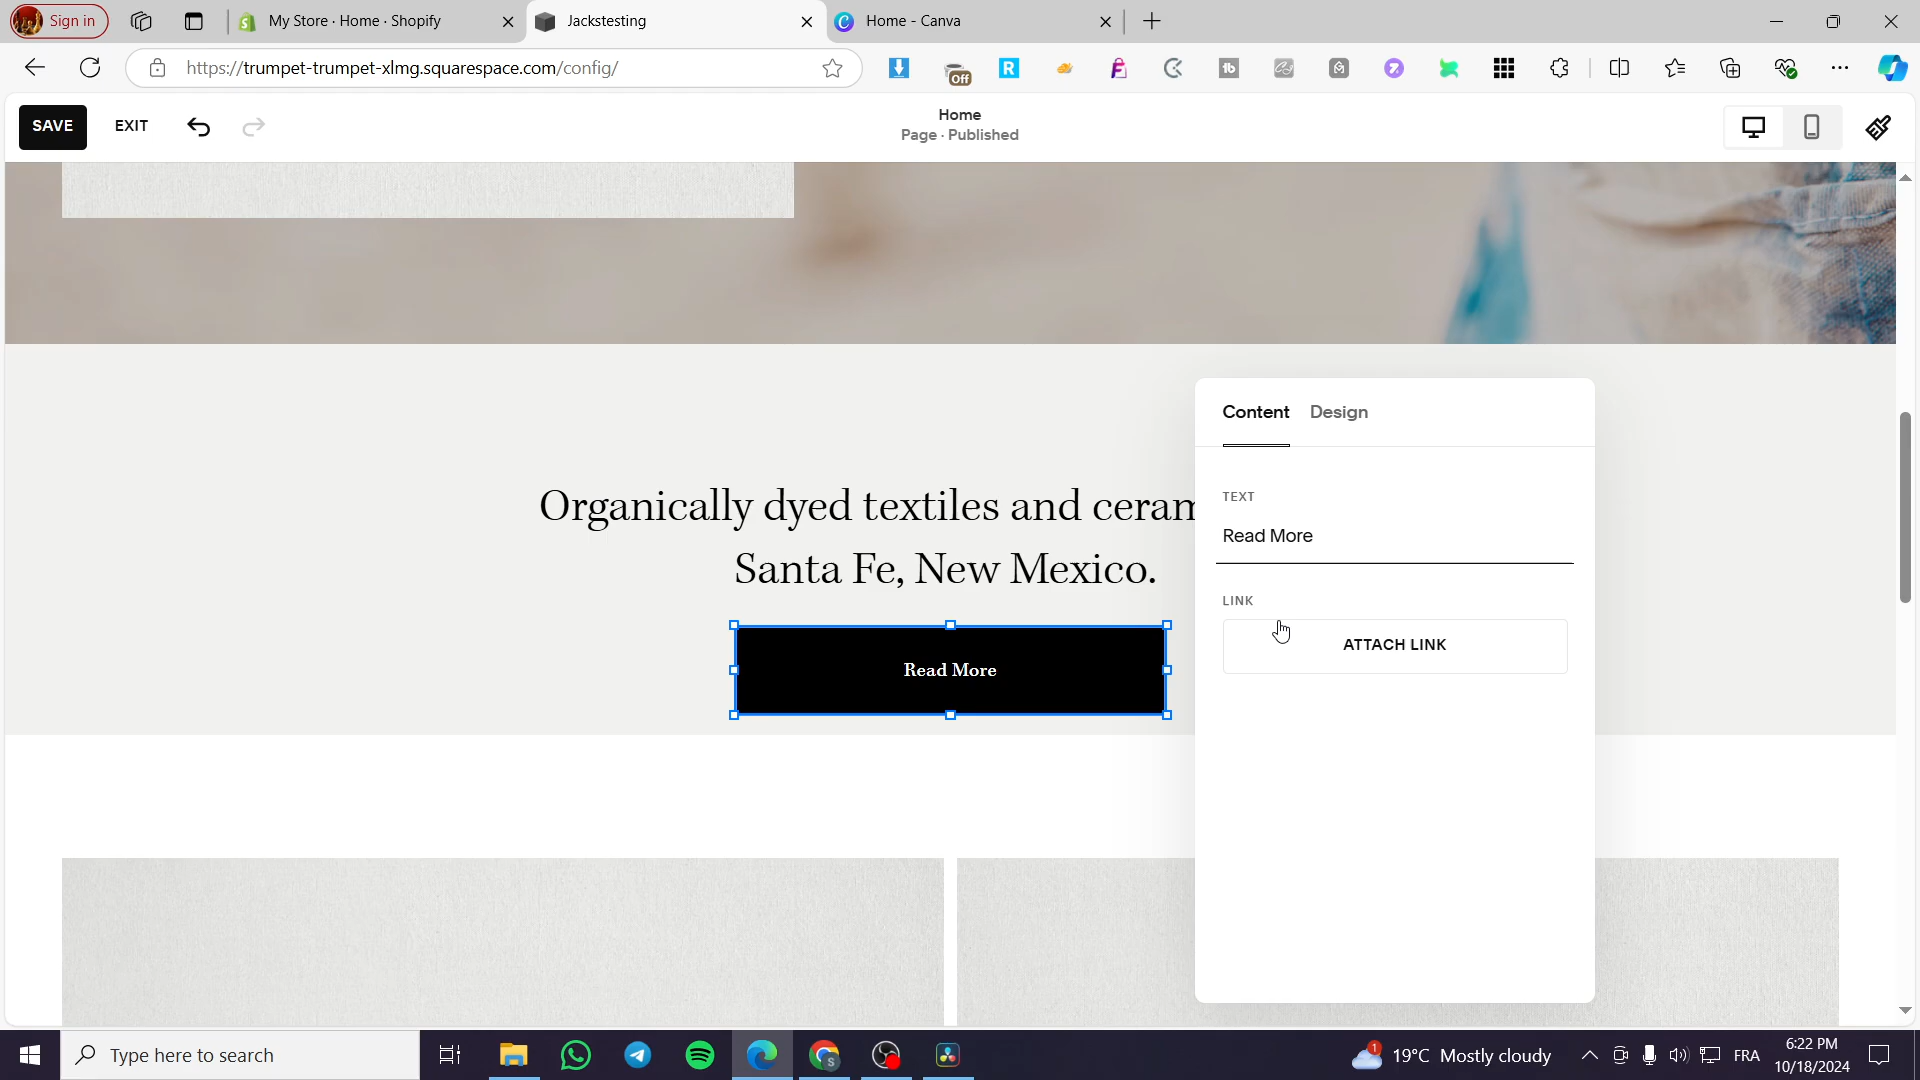 Sign in
My Store · Home · Shopify
Jackstesting
Home - Canva
https://trumpet-trumpet-xlmg.squarespace.com/config/
Off
SAVE
EXIT
Home
Page · Published
Organically dyed textiles and ceram
Santa Fe, New Mexico.
Read More
Content
Design
TEXT
Read More
LINK
ATTACH LINK
Type here to search
1
19°C Mostly cloudy
FRA
6:22 PM
10/18/2024